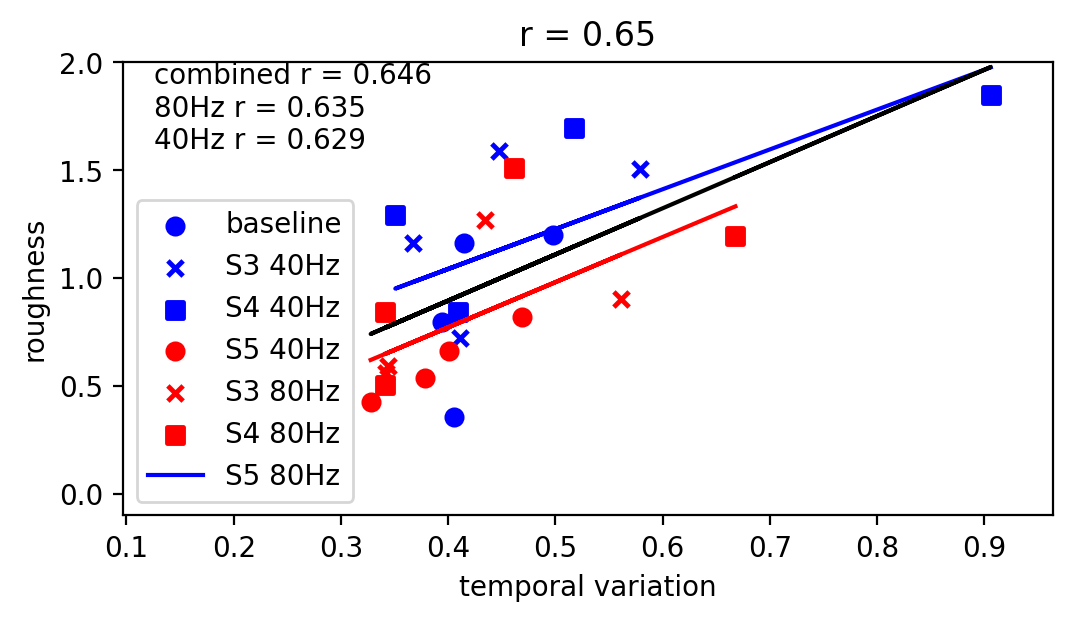 r = 0.65
combined r = 0.646
80Hz r = 0.635
40Hz r = 0.629
baseline
S3 40Hz
S4 40Hz
S5 40Hz
S3 80Hz
S4 80Hz
S5 80Hz
roughness
2.0
1.5
1.0
0.5
0.0
0.1 0.2 0.3 0.4 0.5 0.6 0.7 0.8 0.9
temporal variation